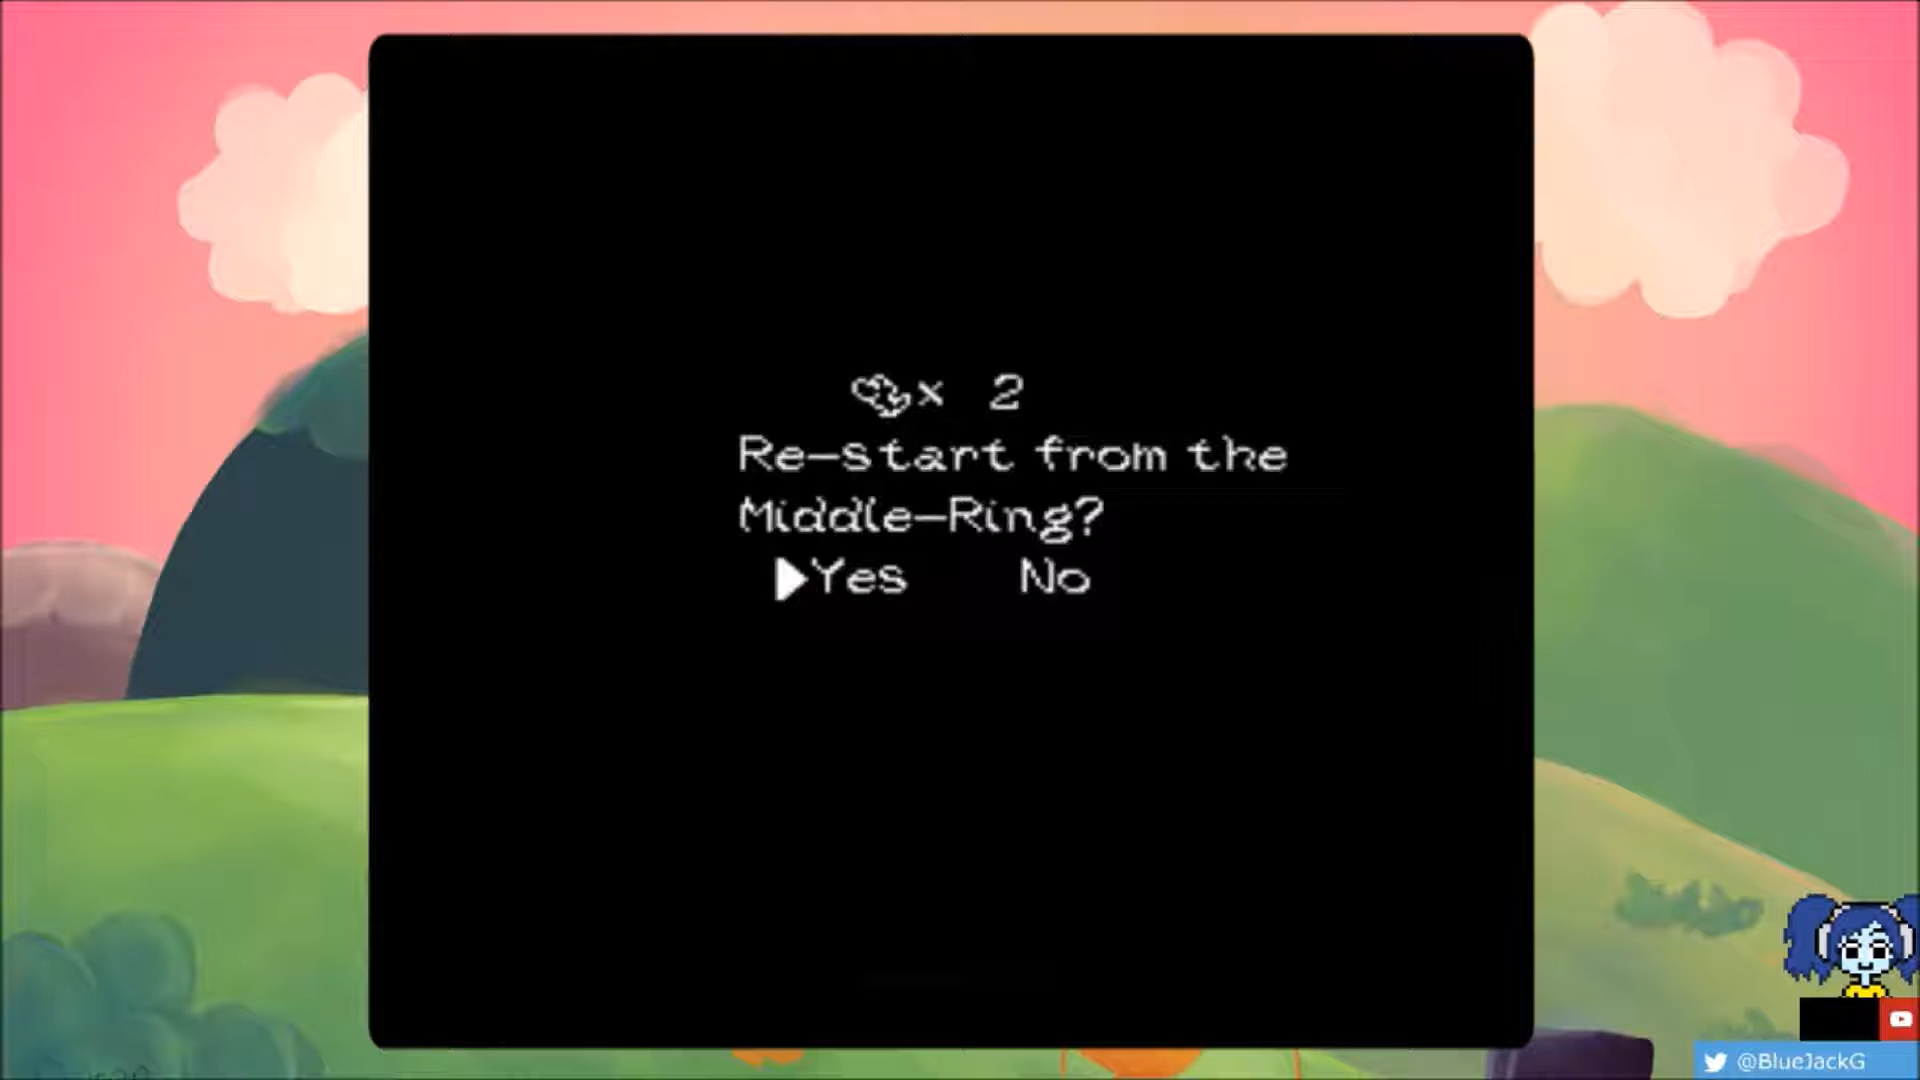 x 2
Re-Start from the
Middle-Ring?
Yes No
@BlueJackG